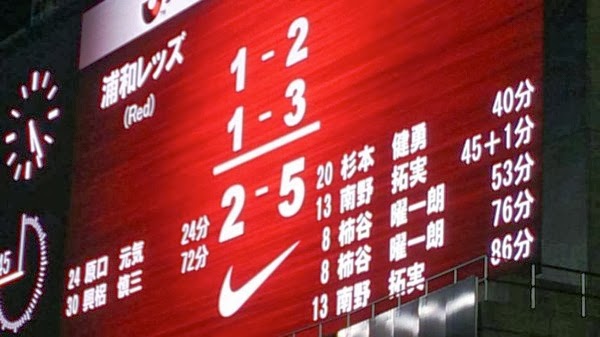 浦和レッズ
(Red)
1 - 2
1 - 3
2 - 5
24 原口 元気 24分
30 興梠 慎三 72分
20 杉本 健勇 40分
13 南野 拓実 45+1分
8 柿谷 曜一朗 53分
8 柿谷 曜一朗 76分
13 南野 拓実 86分
45